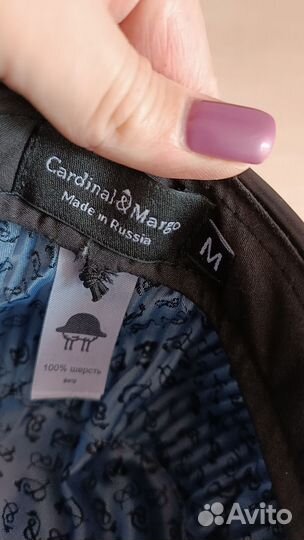 Cardinal & Margo
Made in Russia
M
100% шерсть
Avito